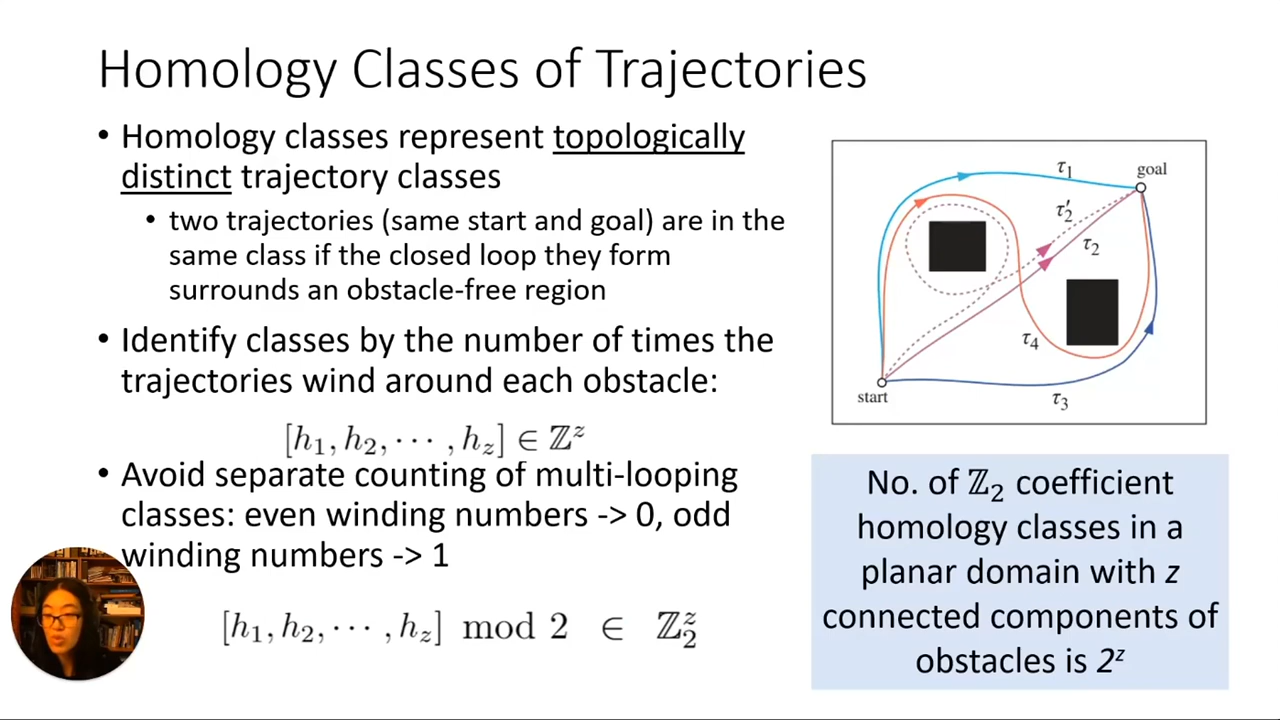 Homology Classes of Trajectories
• Homology classes represent topologically
distinct trajectory classes
• two trajectories (same start and goal) are in the
same class if the closed loop they form
surrounds an obstacle-free region
• Identify classes by the number of times the
trajectories wind around each obstacle:
[h₁, h₂, ⋯ , h_z] ∈ ℤᶻ
• Avoid separate counting of multi-looping
classes: even winding numbers -> 0, odd
winding numbers -> 1
[h₁, h₂, ⋯ , h_z] mod 2 ∈ ℤ₂ᶻ
τ₁
goal
τ₂′
τ₂
τ₄
start
τ₃
No. of ℤ₂ coefficient
homology classes in a
planar domain with z
connected components of
obstacles is 2ᶻ